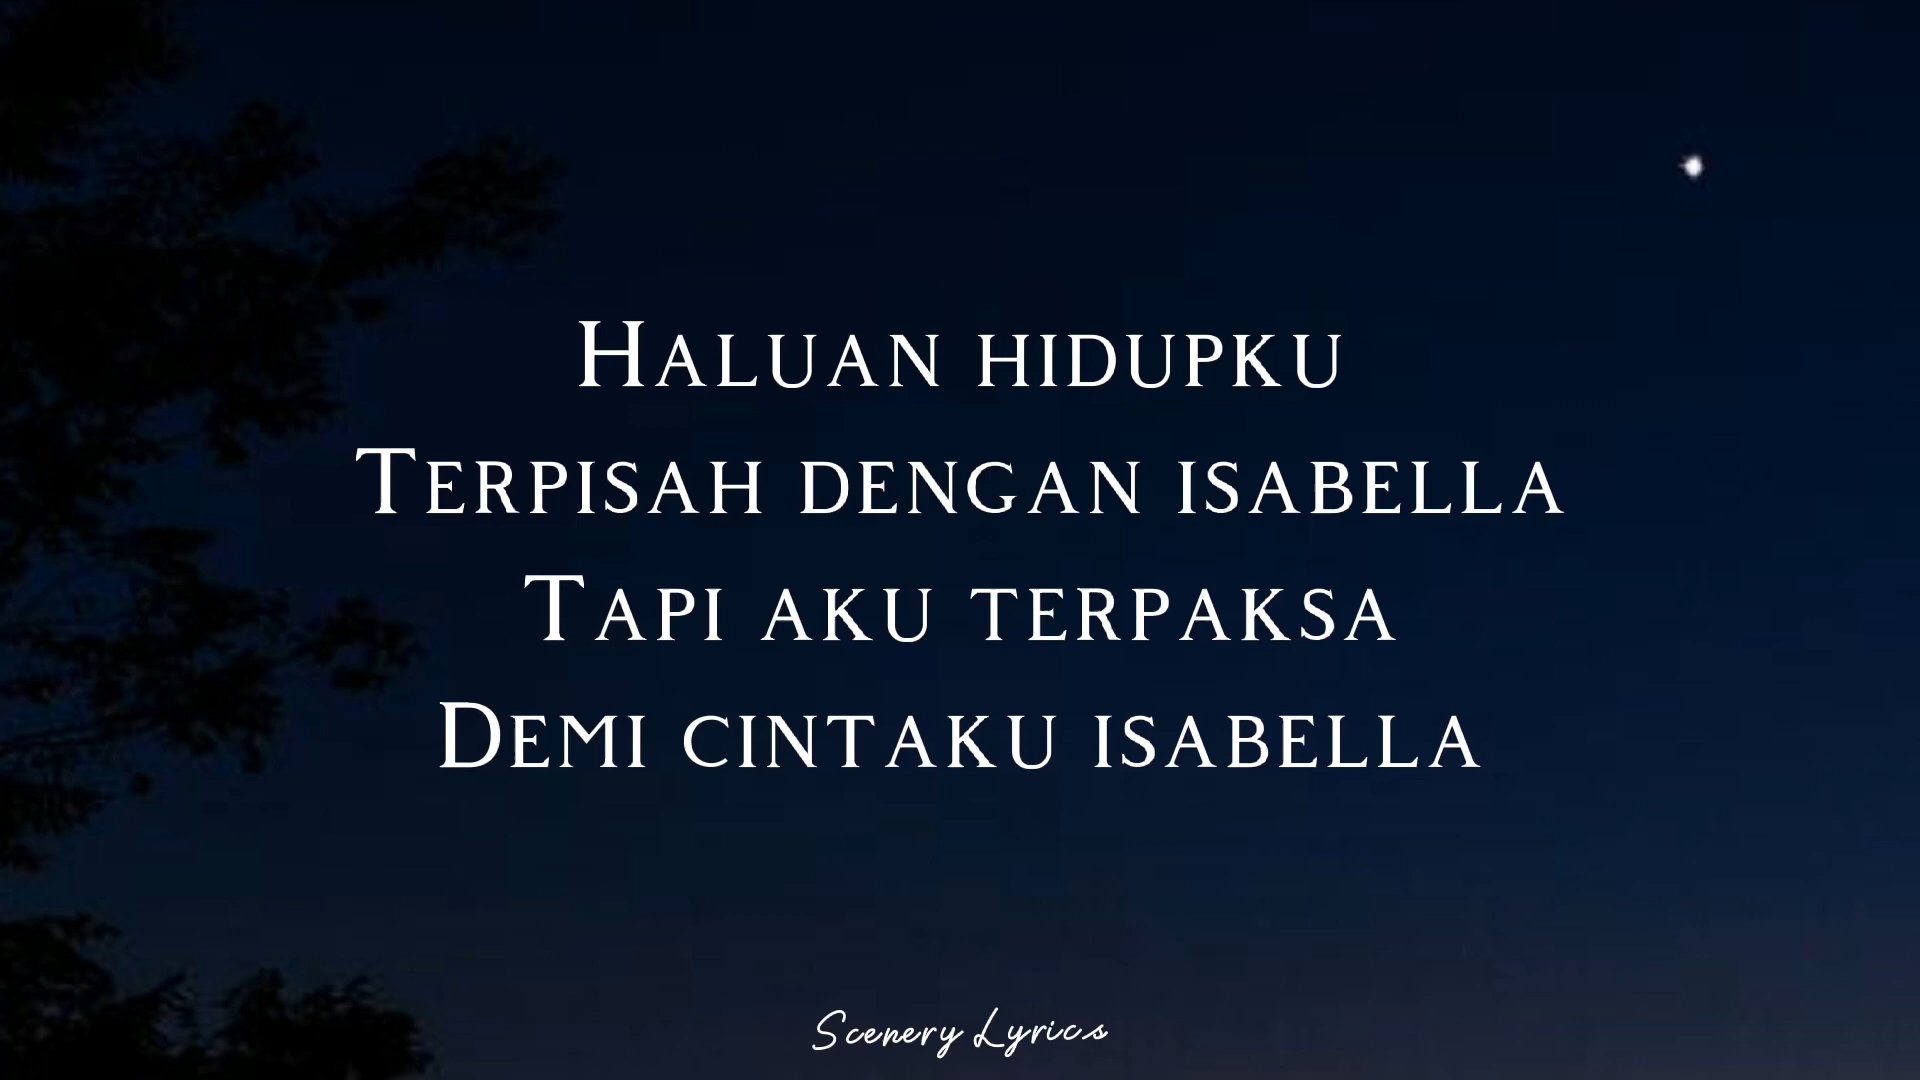 Haluan hidupku
Terpisah dengan isabella
Tapi aku terpaksa
Demi cintaku isabella
Scenery Lyrics